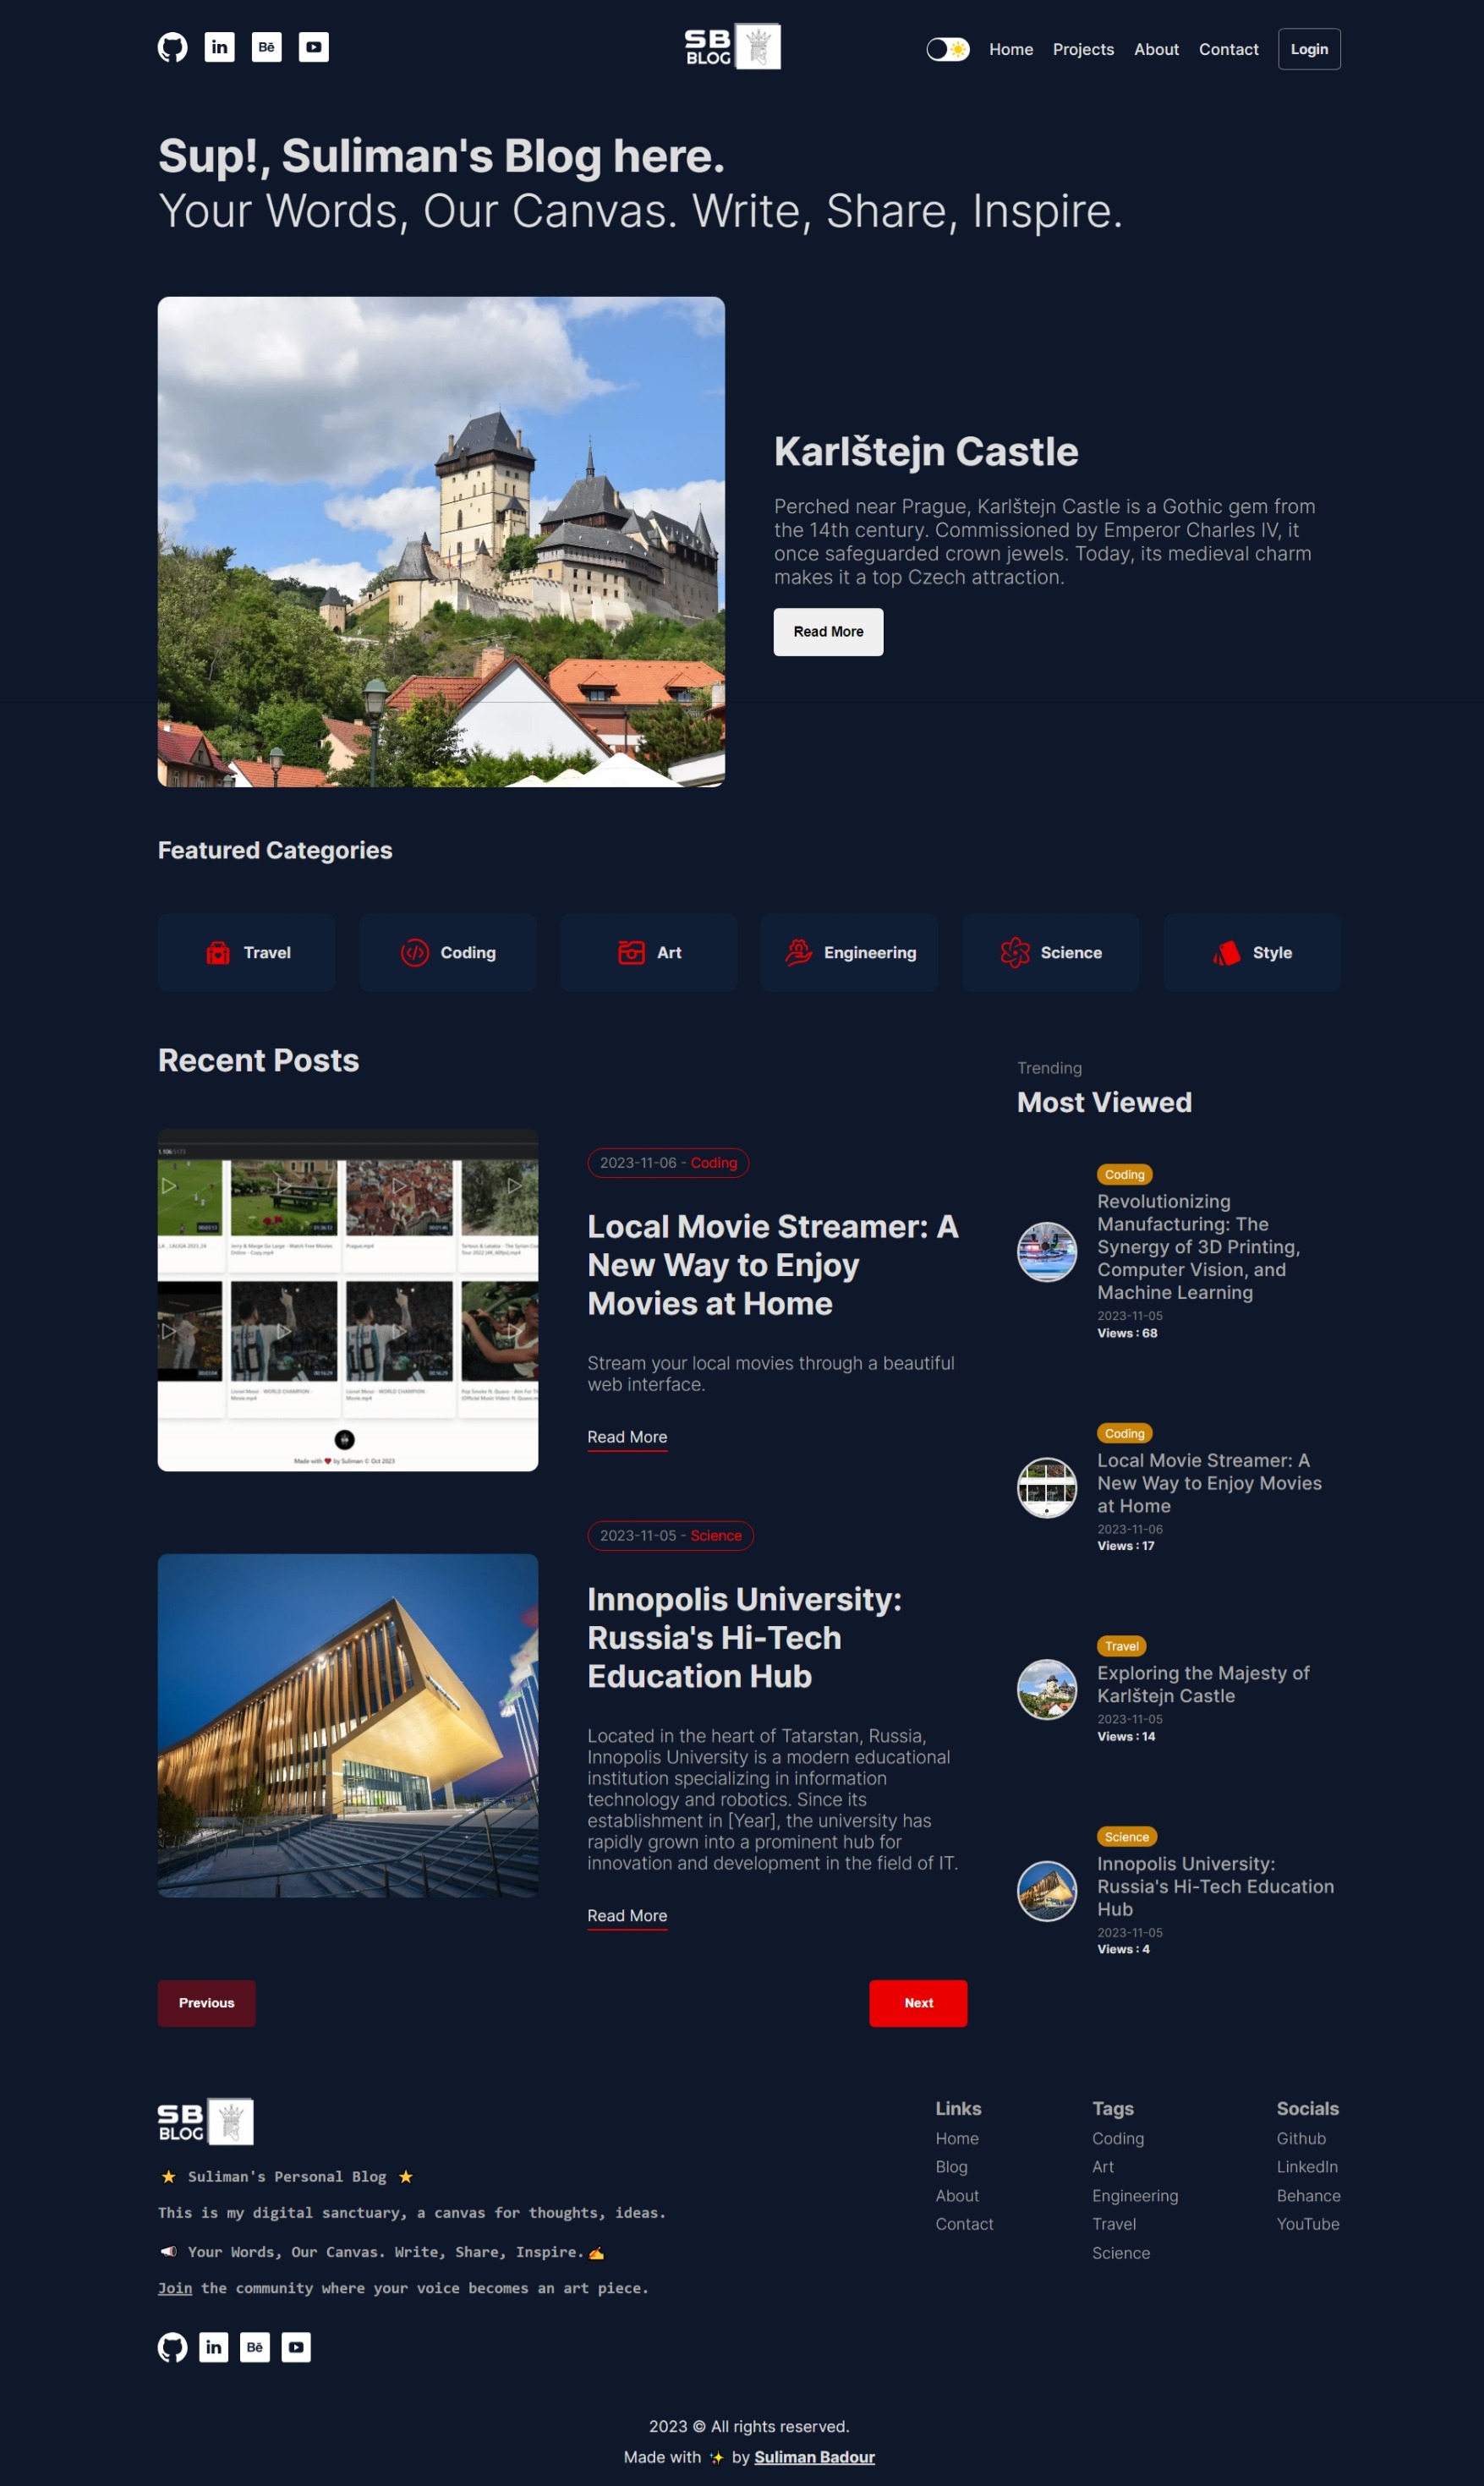 in
Bē
SB
BLOG
Home
Projects
About
Contact
Login
Sup!, Suliman's Blog here.
Your Words, Our Canvas. Write, Share, Inspire.
Karlštejn Castle
Perched near Prague, Karlštejn Castle is a Gothic gem from
the 14th century. Commissioned by Emperor Charles IV, it
once safeguarded crown jewels. Today, its medieval charm
makes it a top Czech attraction.
Read More
Featured Categories
Travel
Coding
Art
Engineering
Science
Style
Recent Posts
Made with ❤ by Suliman © Oct 2023
2023-11-06 - Coding
Local Movie Streamer: A
New Way to Enjoy
Movies at Home
Stream your local movies through a beautiful
web interface.
Read More
2023-11-05 - Science
Innopolis University:
Russia's Hi-Tech
Education Hub
Located in the heart of Tatarstan, Russia,
Innopolis University is a modern educational
institution specializing in information
technology and robotics. Since its
establishment in [Year], the university has
rapidly grown into a prominent hub for
innovation and development in the field of IT.
Read More
Previous
Next
Trending
Most Viewed
Coding
Revolutionizing
Manufacturing: The
Synergy of 3D Printing,
Computer Vision, and
Machine Learning
2023-11-05
Views : 68
Coding
Local Movie Streamer: A
New Way to Enjoy Movies
at Home
2023-11-06
Views : 17
Travel
Exploring the Majesty of
Karlštejn Castle
2023-11-05
Views : 14
Science
Innopolis University:
Russia's Hi-Tech Education
Hub
2023-11-05
Views : 4
SB
BLOG
⭐ Suliman's Personal Blog ⭐
This is my digital sanctuary, a canvas for thoughts, ideas.
📢 Your Words, Our Canvas. Write, Share, Inspire.✍
Join the community where your voice becomes an art piece.
in
Bē
Links
Home
Blog
About
Contact
Tags
Coding
Art
Engineering
Travel
Science
Socials
Github
LinkedIn
Behance
YouTube
2023 © All rights reserved.
Made with ✨ by Suliman Badour